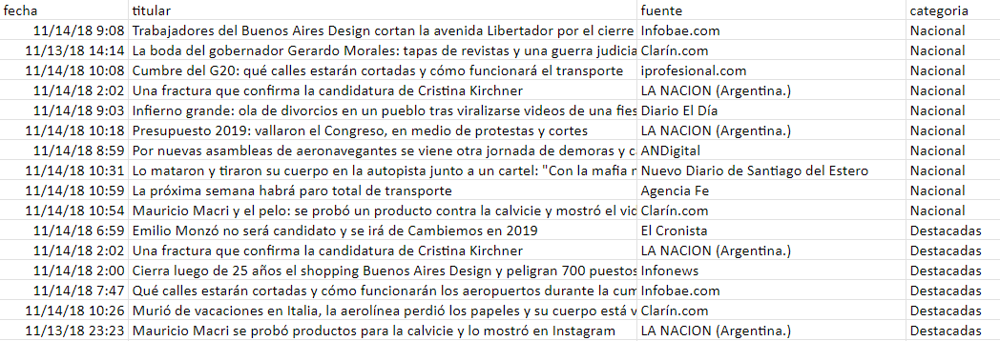 fecha titular fuente categoria
11/14/18 9:08 Trabajadores del Buenos Aires Design cortan la avenida Libertador por el cierre Infobae.com Nacional
11/13/18 14:14 La boda del gobernador Gerardo Morales: tapas de revistas y una guerra judicia Clarín.com Nacional
11/14/18 10:08 Cumbre del G20: qué calles estarán cortadas y cómo funcionará el transporte iprofesional.com Nacional
11/14/18 2:02 Una fractura que confirma la candidatura de Cristina Kirchner LA NACION (Argentina.) Nacional
11/14/18 9:03 Infierno grande: ola de divorcios en un pueblo tras viralizarse videos de una fies Diario El Día Nacional
11/14/18 10:18 Presupuesto 2019: vallaron el Congreso, en medio de protestas y cortes LA NACION (Argentina.) Nacional
11/14/18 8:59 Por nuevas asambleas de aeronavegantes se viene otra jornada de demoras y c ANDigital Nacional
11/14/18 10:31 Lo mataron y tiraron su cuerpo en la autopista junto a un cartel: "Con la mafia n Nuevo Diario de Santiago del Estero Nacional
11/14/18 10:59 La próxima semana habrá paro total de transporte Agencia Fe Nacional
11/14/18 10:54 Mauricio Macri y el pelo: se probó un producto contra la calvicie y mostró el vid Clarín.com Nacional
11/14/18 6:59 Emilio Monzó no será candidato y se irá de Cambiemos en 2019 El Cronista Destacadas
11/14/18 2:02 Una fractura que confirma la candidatura de Cristina Kirchner LA NACION (Argentina.) Destacadas
11/14/18 2:00 Cierra luego de 25 años el shopping Buenos Aires Design y peligran 700 puestos Infonews Destacadas
11/14/18 7:47 Qué calles estarán cortadas y cómo funcionarán los aeropuertos durante la cum Infobae.com Destacadas
11/14/18 10:26 Murió de vacaciones en Italia, la aerolínea perdió los papeles y su cuerpo está v Clarín.com Destacadas
11/13/18 23:23 Mauricio Macri se probó productos para la calvicie y lo mostró en Instagram LA NACION (Argentina.) Destacadas